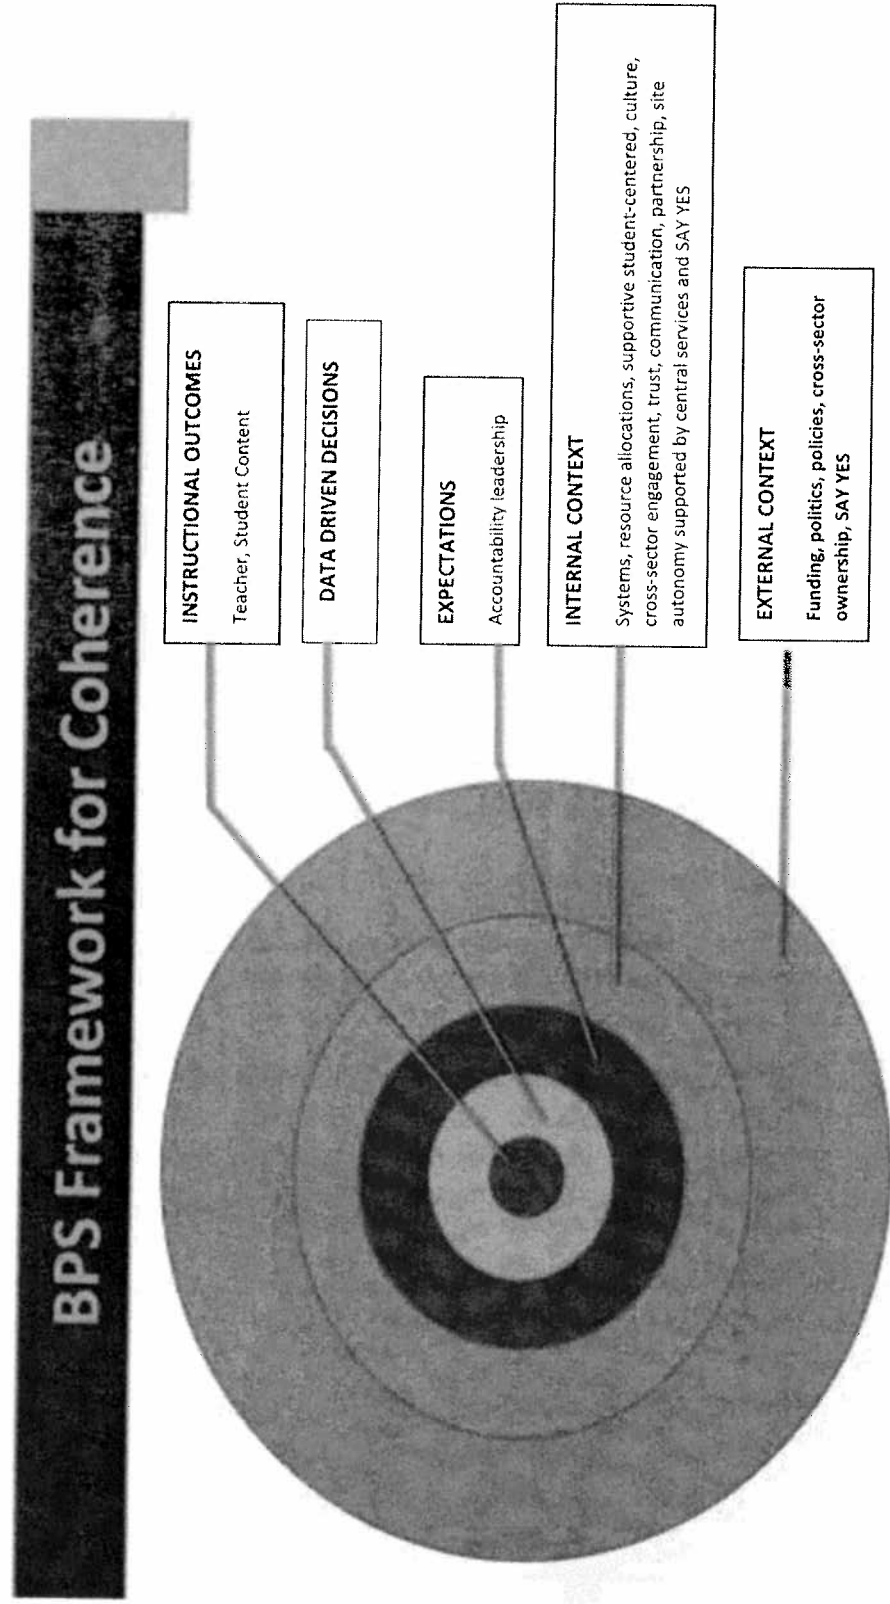 BPS Framework for Coherence
INSTRUCTIONAL OUTCOMES
Teacher, Student Content
DATA DRIVEN DECISIONS
EXPECTATIONS
Accountability leadership
INTERNAL CONTEXT
Systems, resource allocations, supportive student-centered, culture,
cross-sector engagement, trust, communication, partnership, site
autonomy supported by central services and SAY YES
EXTERNAL CONTEXT
Funding, politics, policies, cross-sector
ownership, SAY YES